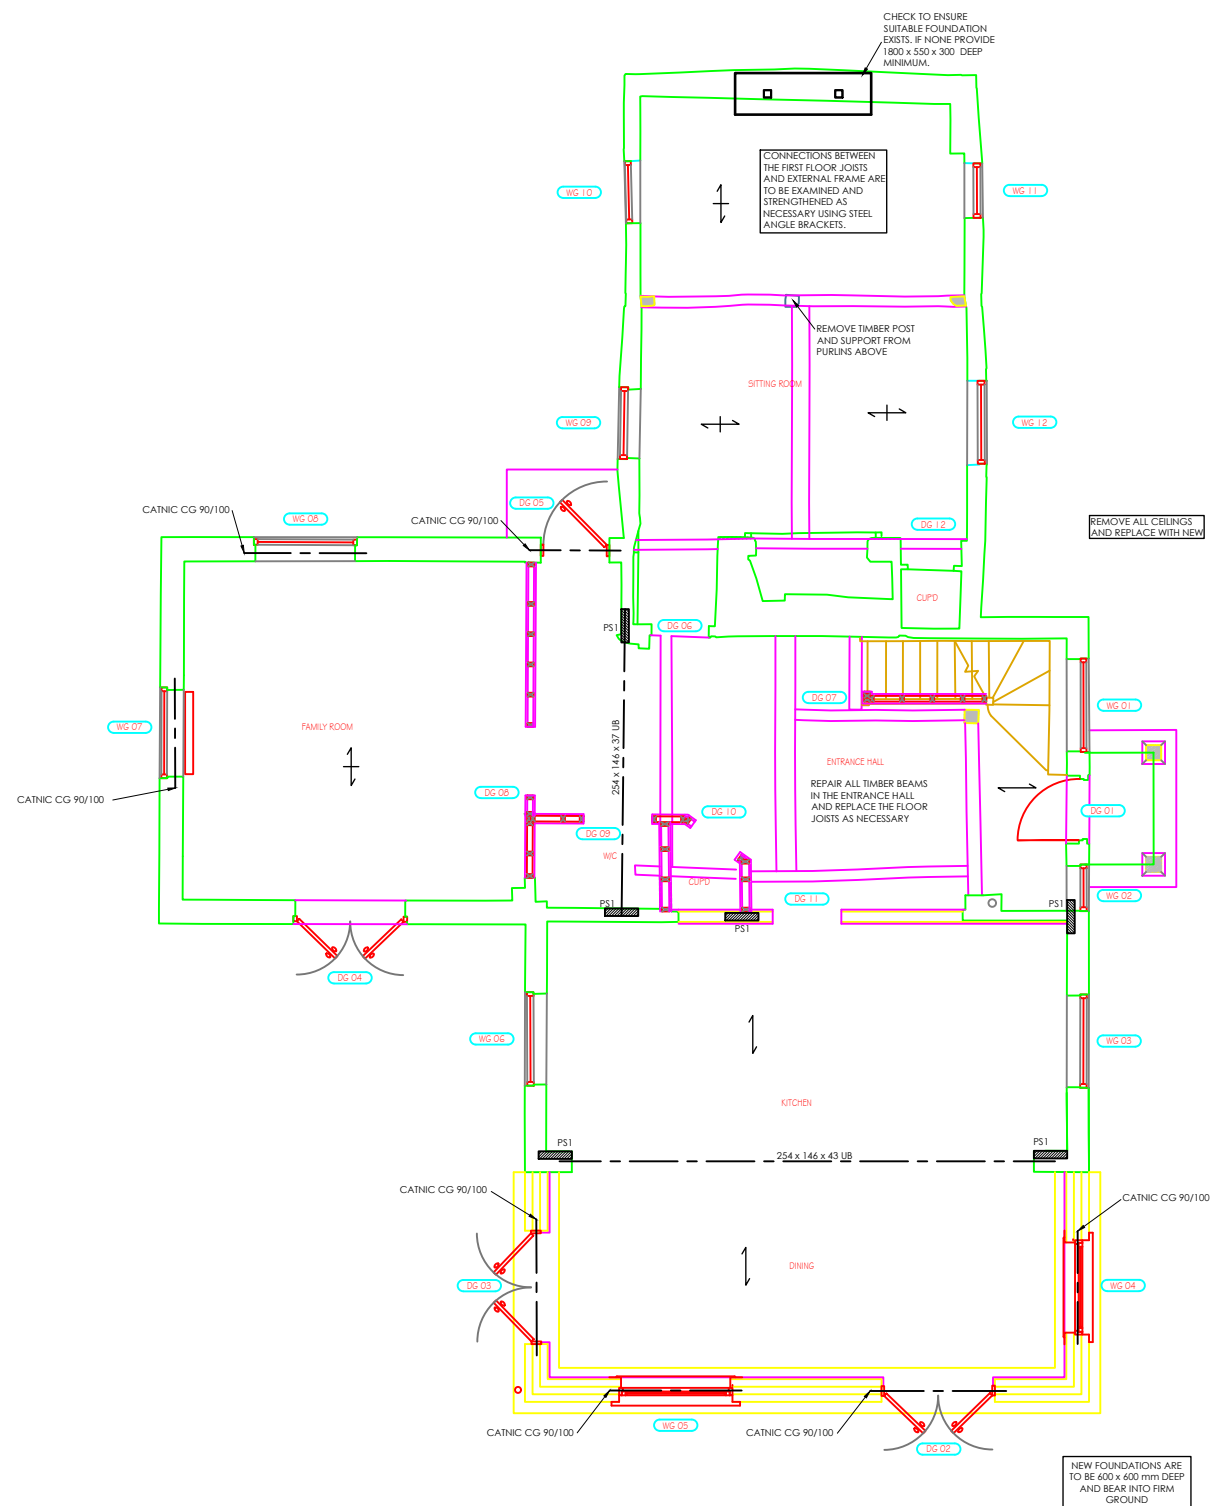 CHECK TO ENSURE
SUITABLE FOUNDATION
EXISTS. IF NONE PROVIDE
1800 x 550 x 300 DEEP
MINIMUM.
CONNECTIONS BETWEEN
THE FIRST FLOOR JOISTS
AND EXTERNAL FRAME ARE
TO BE EXAMINED AND
STRENGTHENED AS
NECESSARY USING STEEL
ANGLE BRACKETS.
WG 10
WG 11
REMOVE TIMBER POST
AND SUPPORT FROM
PURLINS ABOVE
SITTING ROOM
WG 09
WG 12
CATNIC CG 90/100
WG 08
CATNIC CG 90/100
DG 05
DG 12
REMOVE ALL CEILINGS
AND REPLACE WITH NEW
CUP'D
PS1
DG 06
DG 07
WG 01
WG 07
FAMILY ROOM
254 x 146 x 37 UB
ENTRANCE HALL
REPAIR ALL TIMBER BEAMS
IN THE ENTRANCE HALL
AND REPLACE THE FLOOR
JOISTS AS NECESSARY
CATNIC CG 90/100
DG 08
DG 09
DG 10
DG 01
W/C
CUP'D
DG 11
WG 02
PS1
PS1
PS1
DG 04
WG 06
WG 03
KITCHEN
PS1
PS1
254 x 146 x 43 UB
CATNIC CG 90/100
CATNIC CG 90/100
DINING
DG 03
WG 04
CATNIC CG 90/100
WG 05
CATNIC CG 90/100
DG 02
NEW FOUNDATIONS ARE
TO BE 600 x 600 mm DEEP
AND BEAR INTO FIRM
GROUND